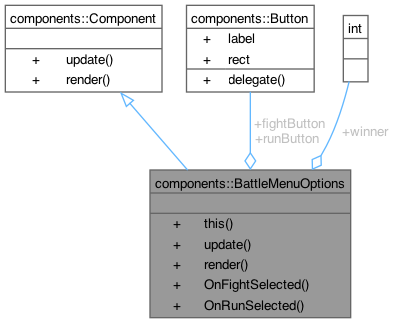 components::Component
+ update()
+ render()
components::Button
+ label
+ rect
+ delegate()
int
+fightButton
+runButton
+winner
components::BattleMenuOptions
+ this()
+ update()
+ render()
+ OnFightSelected()
+ OnRunSelected()